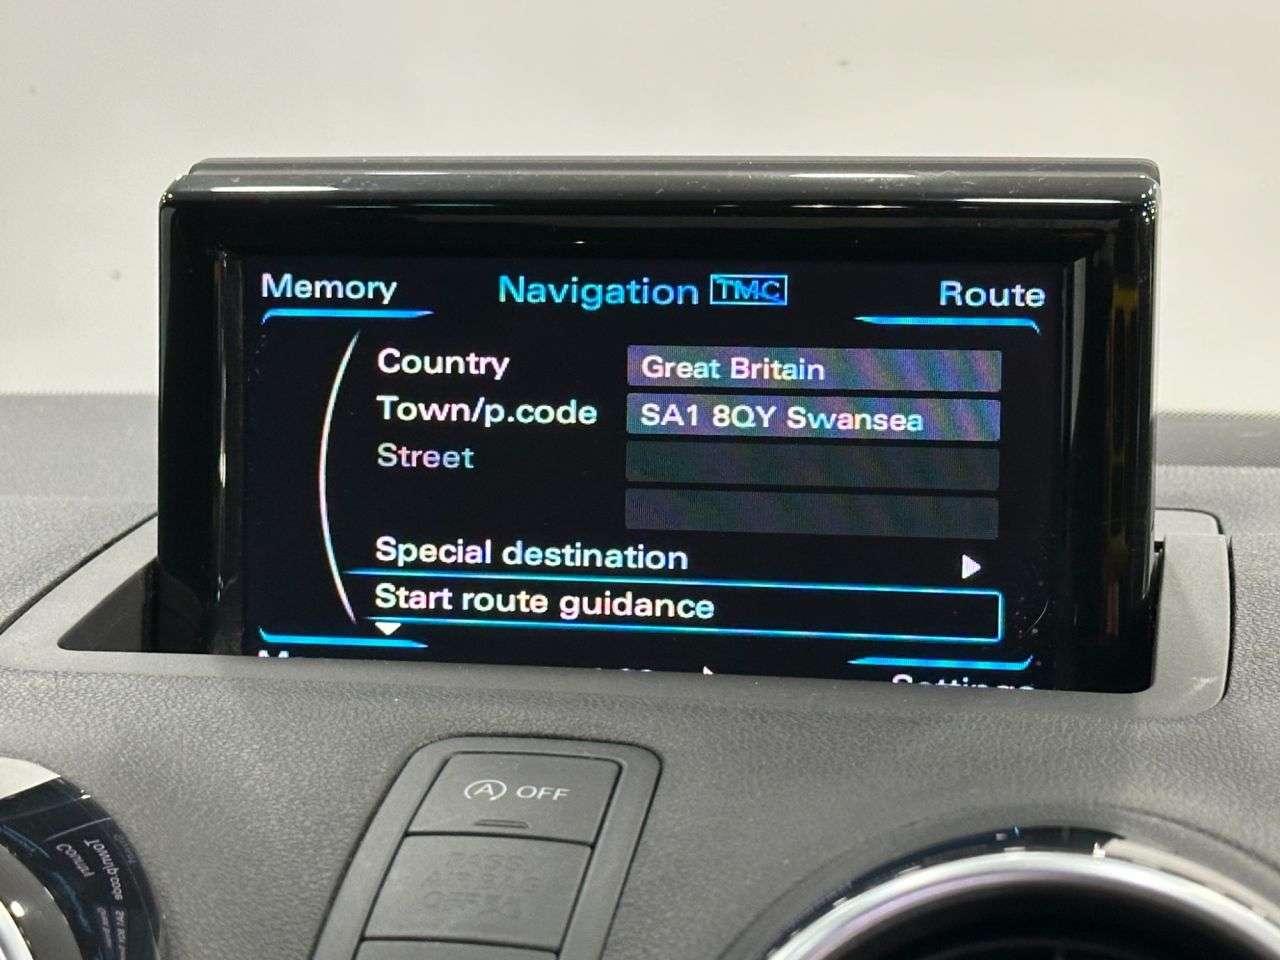 Memory Navigation TMC Route
Country Great Britain
Town/p.code SA1 8QY Swansea
Street
Special destination
Start route guidance
Settings
A OFF